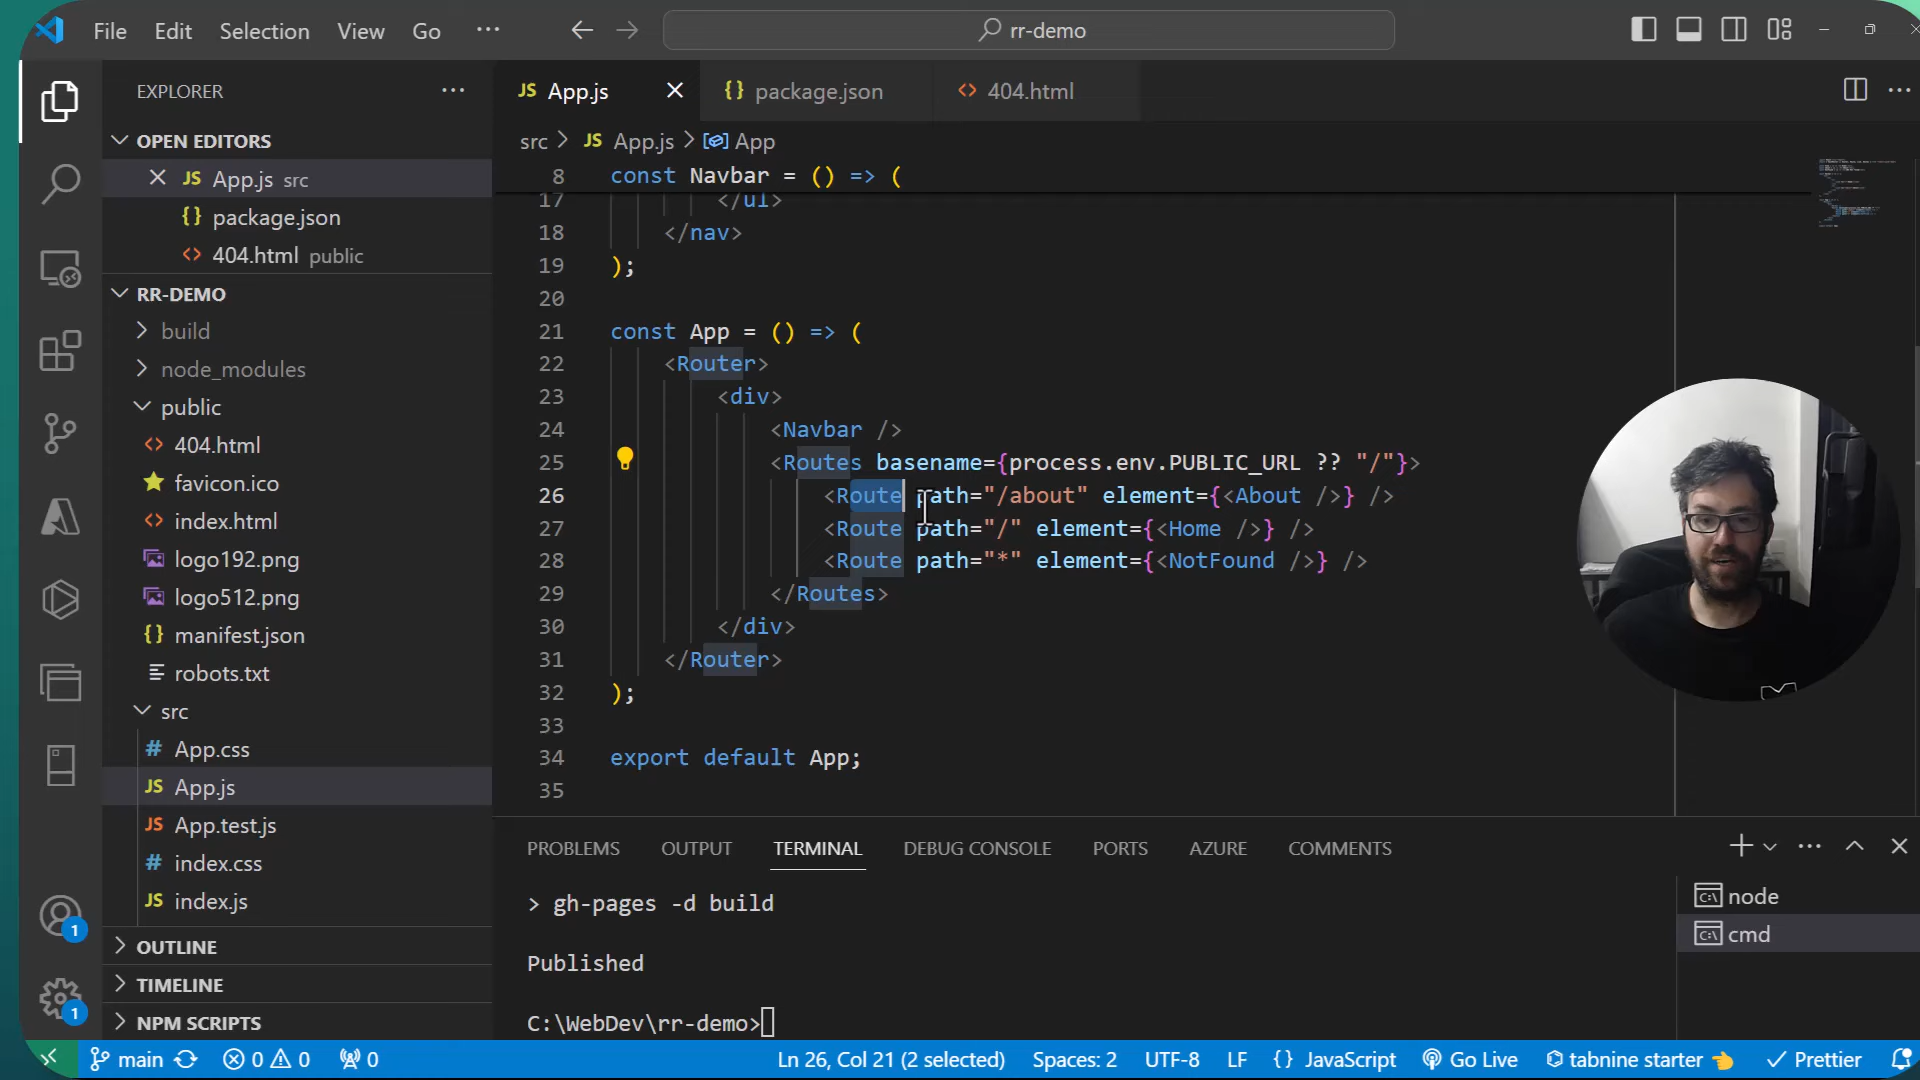 File Edit Selection View Go ···
rr-demo
EXPLORER ···
OPEN EDITORS
JS App.js src
{} package.json
<> 404.html public
RR-DEMO
build
node_modules
public
<> 404.html
favicon.ico
<> index.html
logo192.png
logo512.png
{} manifest.json
robots.txt
src
# App.css
JS App.js
JS App.test.js
# index.css
JS index.js
OUTLINE
TIMELINE
NPM SCRIPTS
1
1
JS App.js
{} package.json
<> 404.html
src > JS App.js > App
8 const Navbar = () => (
17 </ul>
18 </nav>
19 );
20
21 const App = () => (
22 <Router>
23 <div>
24 <Navbar />
25 <Routes basename={process.env.PUBLIC_URL ?? "/"}>
26 <Route path="/about" element={<About />} />
27 <Route path="/" element={<Home />} />
28 <Route path="*" element={<NotFound />} />
29 </Routes>
30 </div>
31 </Router>
32 );
33
34 export default App;
35
PROBLEMS OUTPUT TERMINAL DEBUG CONSOLE PORTS AZURE COMMENTS
> gh-pages -d build
Published
C:\WebDev\rr-demo>
node
cmd
main 0 0 0 Ln 26, Col 21 (2 selected) Spaces: 2 UTF-8 LF {} JavaScript Go Live tabnine starter Prettier